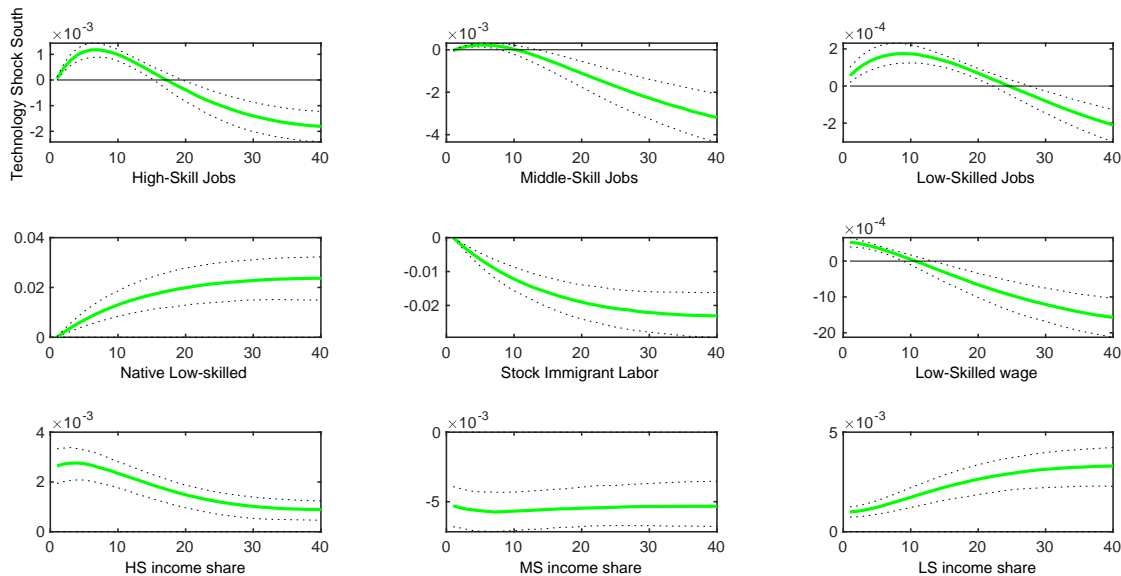 Technology Shock South
×10-3
1
0
-1
-2
0 10 20 30 40
High-Skill Jobs
×10-3
0
-2
-4
0 10 20 30 40
Middle-Skill Jobs
×10-4
2
0
-2
0 10 20 30 40
Low-Skilled Jobs
0.04
0.02
0
0 10 20 30 40
Native Low-skilled
0
-0.01
-0.02
0 10 20 30 40
Stock Immigrant Labor
×10-4
0
-10
-20
0 10 20 30 40
Low-Skilled wage
×10-3
4
2
0
0 10 20 30 40
HS income share
×10-3
0
-5
0 10 20 30 40
MS income share
×10-3
5
0
0 10 20 30 40
LS income share